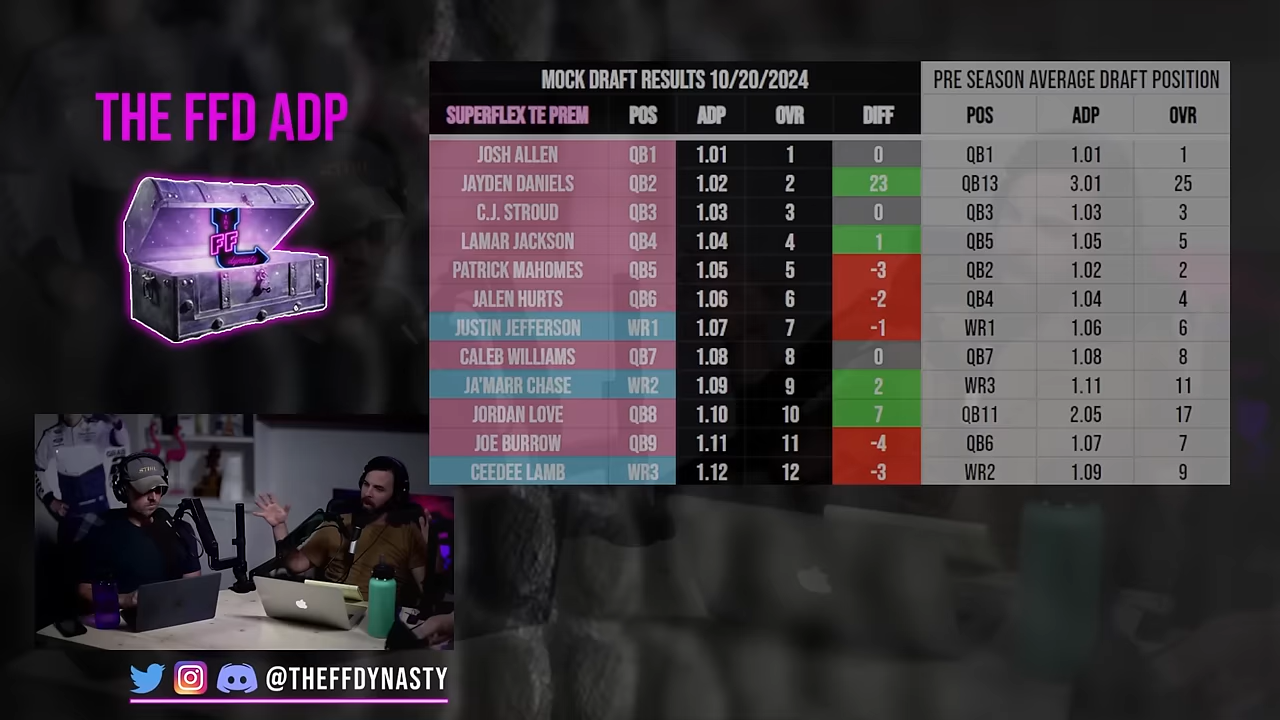 THE FFD ADP
FF
dynasty
MOCK DRAFT RESULTS 10/20/2024 PRE SEASON AVERAGE DRAFT POSITION
SUPERFLEX TE PREM POS ADP OVR DIFF POS ADP OVR
JOSH ALLEN QB1 1.01 1 0 QB1 1.01 1
JAYDEN DANIELS QB2 1.02 2 23 QB13 3.01 25
C.J. STROUD QB3 1.03 3 0 QB3 1.03 3
LAMAR JACKSON QB4 1.04 4 1 QB5 1.05 5
PATRICK MAHOMES QB5 1.05 5 -3 QB2 1.02 2
JALEN HURTS QB6 1.06 6 -2 QB4 1.04 4
JUSTIN JEFFERSON WR1 1.07 7 -1 WR1 1.06 6
CALEB WILLIAMS QB7 1.08 8 0 QB7 1.08 8
JA'MARR CHASE WR2 1.09 9 2 WR3 1.11 11
JORDAN LOVE QB8 1.10 10 7 QB11 2.05 17
JOE BURROW QB9 1.11 11 -4 QB6 1.07 7
CEEDEE LAMB WR3 1.12 12 -3 WR2 1.09 9
STIHL
@THEFFDYNASTY